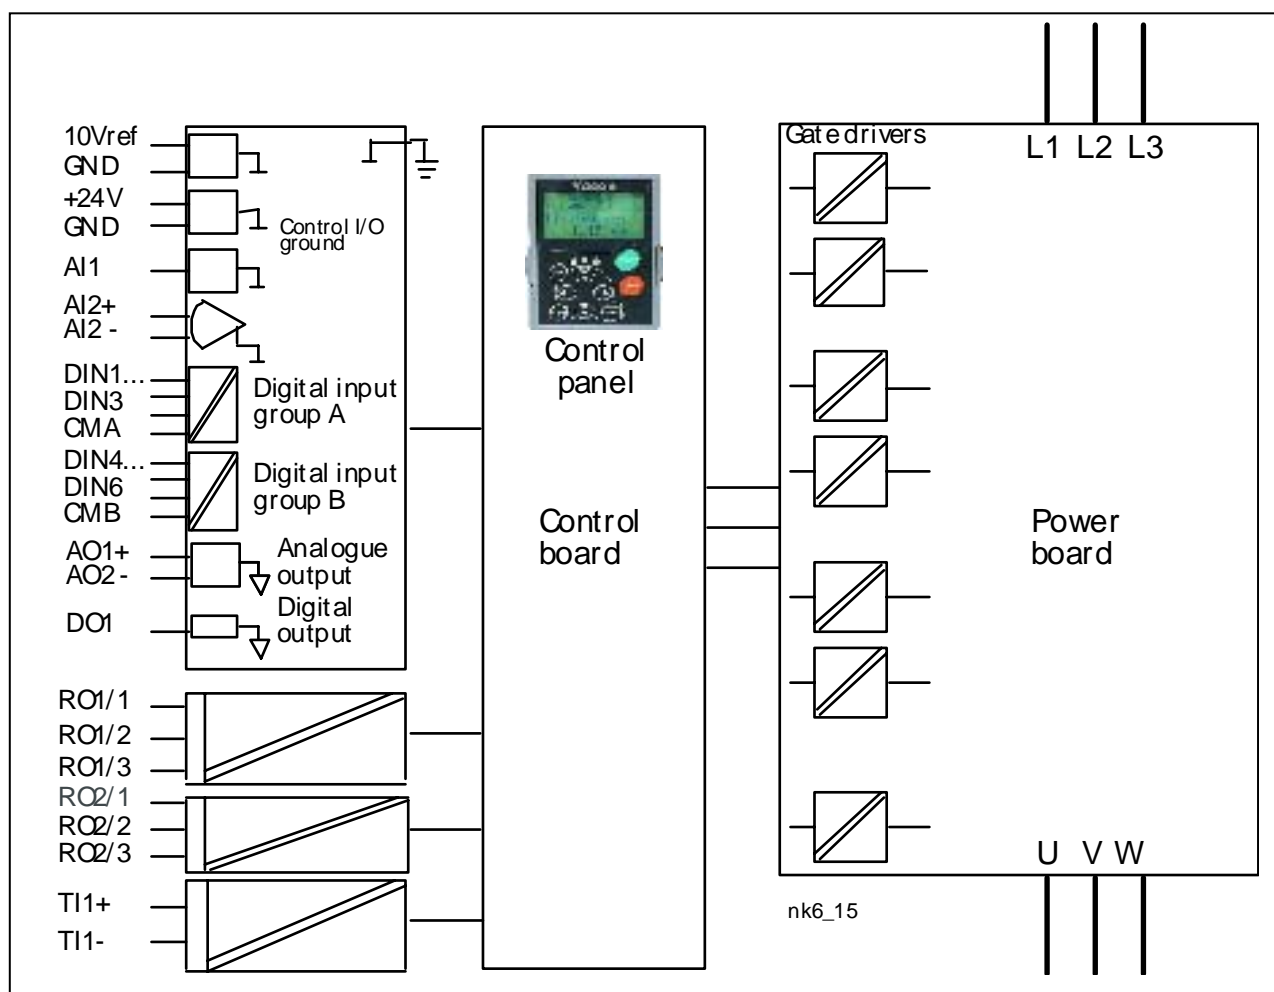 10Vref
GND
+24V
GND
Control I/O
ground
AI1
AI2+
AI2 -
DIN1...
DIN3
CMA
Digital input
group A
DIN4...
DIN6
CMB
Digital input
group B
AO1+
AO2 -
Analogue
output
DO1
Digital
output
RO1/1
RO1/2
RO1/3
RO2/1
RO2/2
RO2/3
TI1+
TI1-
Control
panel
Control
board
Gate drivers
L1 L2 L3
Power
board
U V W
nk6_15